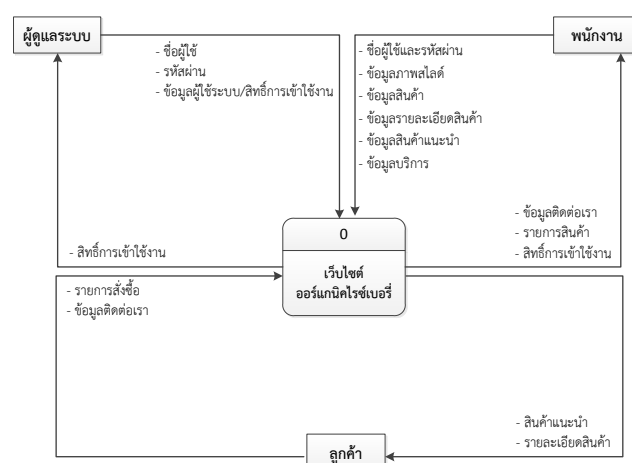 ผู้ดูแลระบบ
พนักงาน
- ชื่อผู้ใช้
- รหัสผ่าน
- ข้อมูลผู้ใช้ระบบ/สิทธิ์การเข้าใช้งาน
- ชื่อผู้ใช้และรหัสผ่าน
- ข้อมูลภาพสไลด์
- ข้อมูลสินค้า
- ข้อมูลรายละเอียดสินค้า
- ข้อมูลสินค้าแนะนำ
- ข้อมูลบริการ
- สิทธิ์การเข้าใช้งาน
0
เว็บไซต์
ออร์แกนิคไรซ์เบอรี่
- ข้อมูลติดต่อเรา
- รายการสินค้า
- สิทธิ์การเข้าใช้งาน
- รายการสั่งซื้อ
- ข้อมูลติดต่อเรา
- สินค้าแนะนำ
- รายละเอียดสินค้า
ลูกค้า